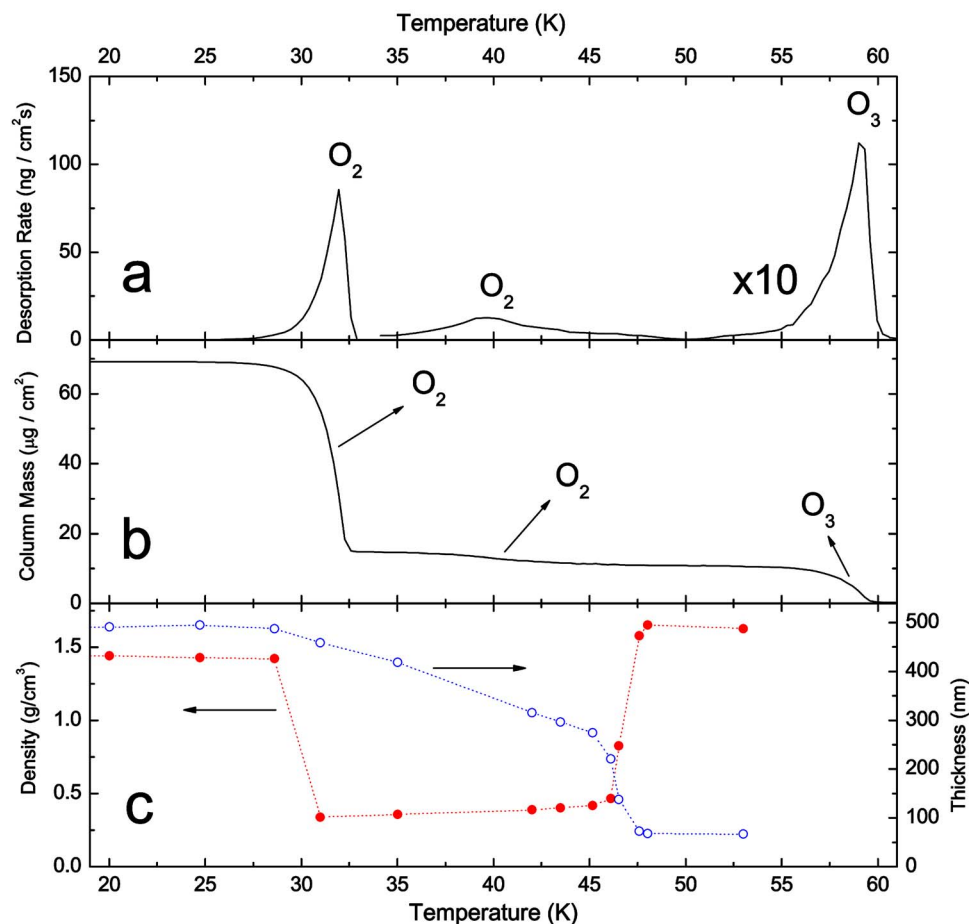 Temperature (K)
20 25 30 35 40 45 50 55 60
150
100
50
0
Desorption Rate (ng / cm²s)
a
O₂
O₂
x10
O₃
60
40
20
0
Column Mass (µg / cm²)
b
O₂
O₂
O₃
1.5
1.0
0.5
0.0
Density (g/cm³)
c
500
400
300
200
100
0
Thickness (nm)
20 25 30 35 40 45 50 55 60
Temperature (K)